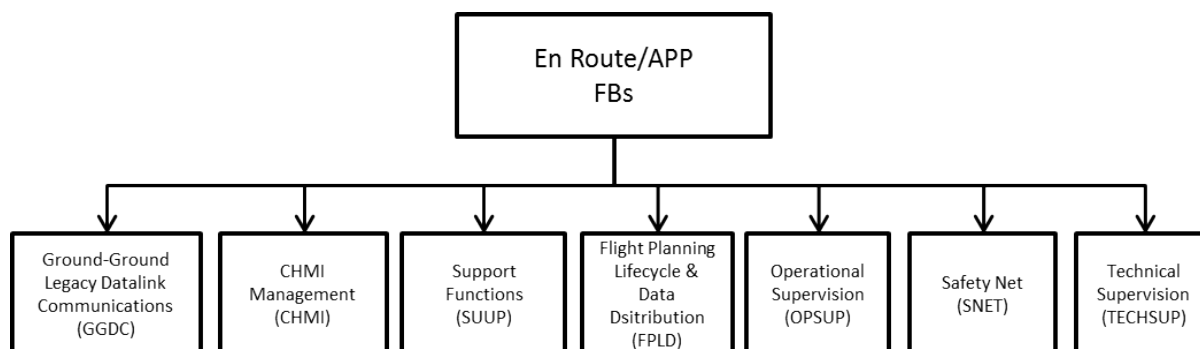 En Route/APP
FBs
Ground-Ground
Legacy Datalink
Communications
(GGDC)
CHMI
Management
(CHMI)
Support
Functions
(SUUP)
Flight Planning
Lifecycle &
Data
Dsitribution
(FPLD)
Operational
Supervision
(OPSUP)
Safety Net
(SNET)
Technical
Supervision
(TECHSUP)